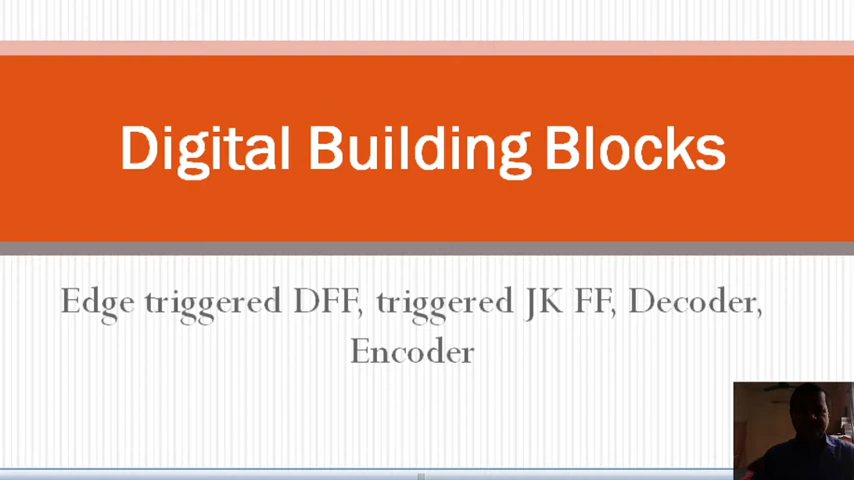 Digital Building Blocks
Edge triggered DFF, triggered JK FF, Decoder,
Encoder